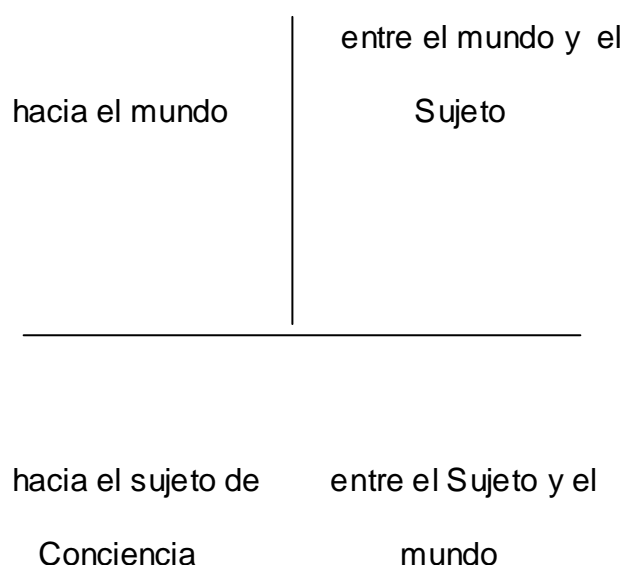 entre el mundo y el
hacia el mundo
Sujeto
hacia el sujeto de
entre el Sujeto y el
Conciencia
mundo